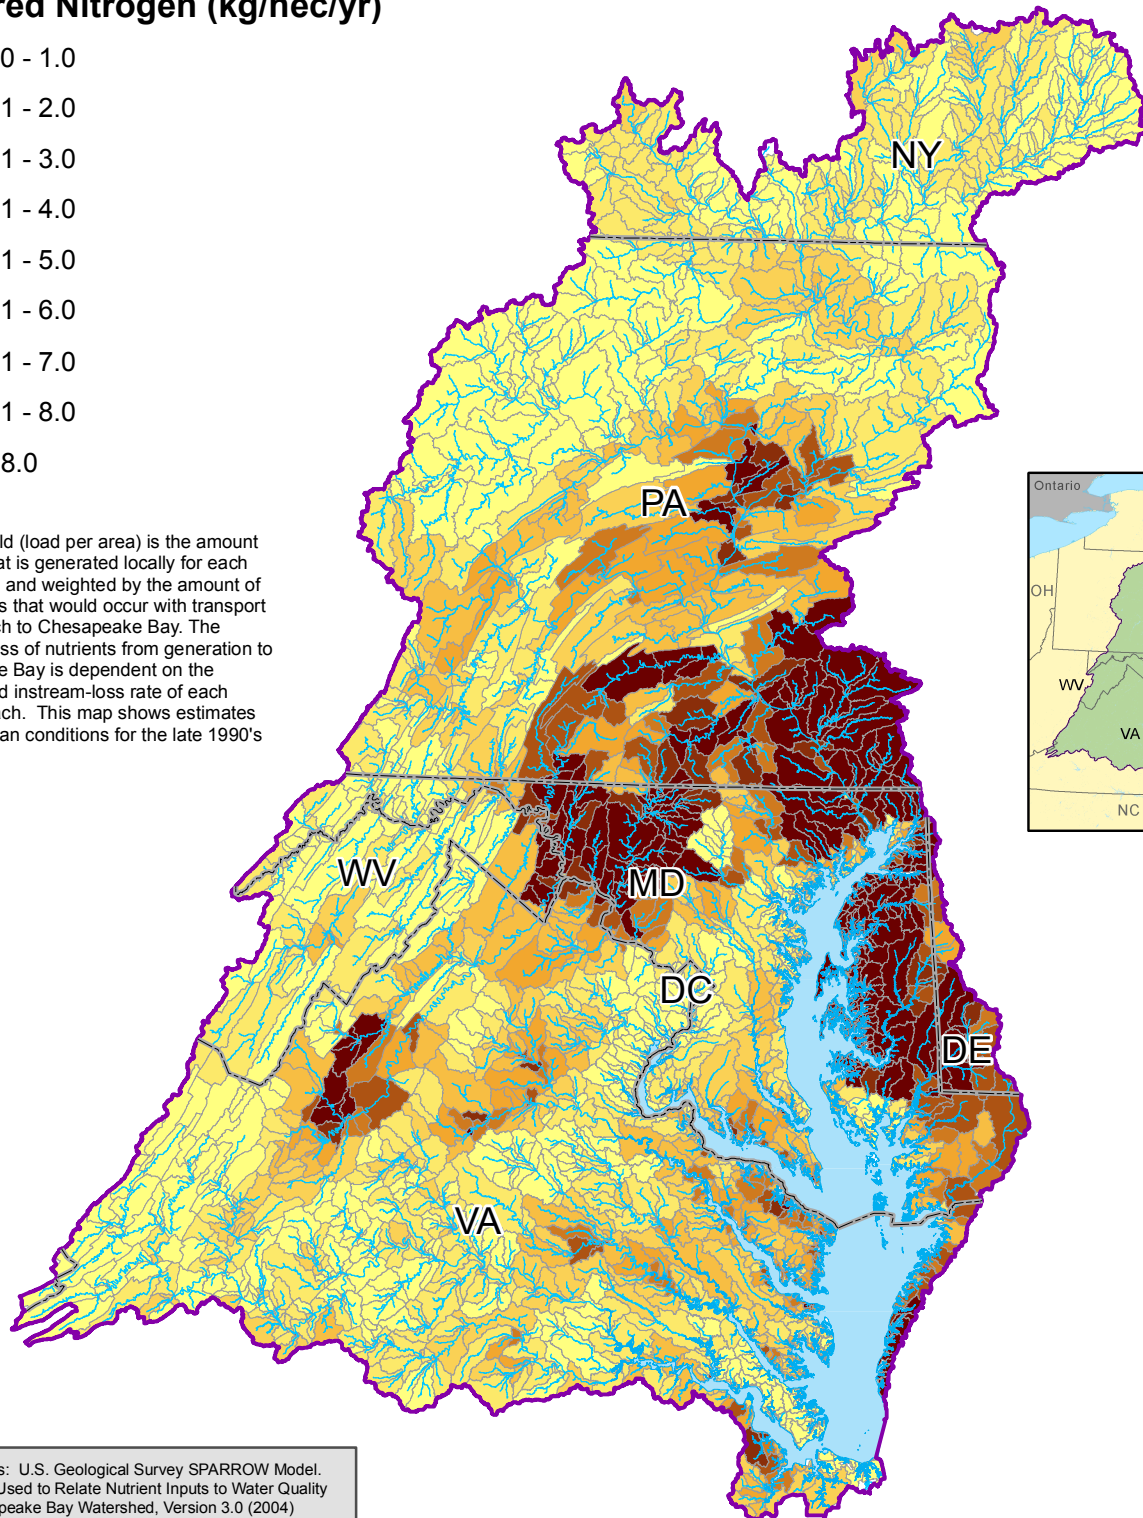 red Nitrogen (kg/hec/yr)
0 - 1.0
1 - 2.0
1 - 3.0
1 - 4.0
1 - 5.0
1 - 6.0
1 - 7.0
1 - 8.0
8.0
ld (load per area) is the amount
at is generated locally for each
and weighted by the amount of
s that would occur with transport
ch to Chesapeake Bay. The
ss of nutrients from generation to
e Bay is dependent on the
d instream-loss rate of each
ach. This map shows estimates
an conditions for the late 1990's
NY
PA
WV
MD
DC
DE
VA
Ontario
OH
WV
VA
NC
s: U.S. Geological Survey SPARROW Model.
Used to Relate Nutrient Inputs to Water Quality
peake Bay Watershed, Version 3.0 (2004)